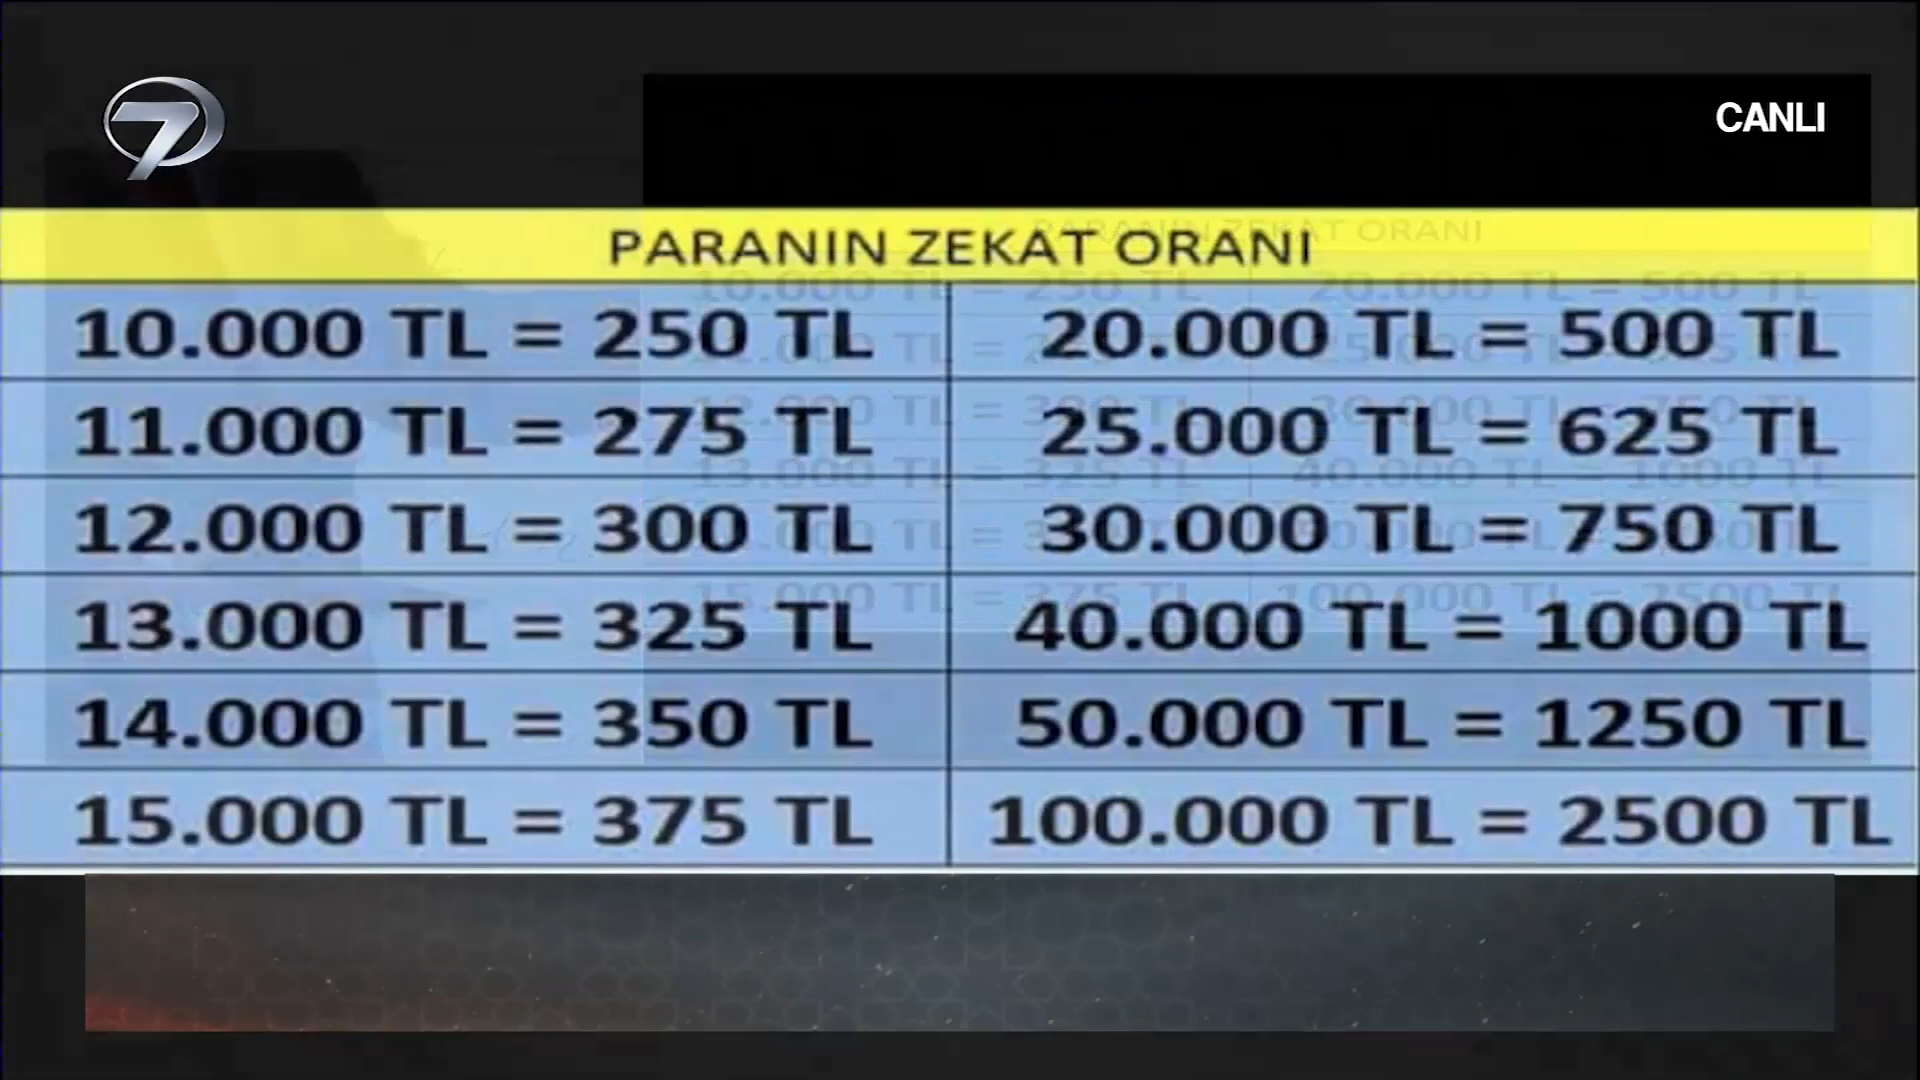 7
CANLI
PARANIN ZEKAT ORANI
10.000 TL = 250 TL
20.000 TL = 500 TL
11.000 TL = 275 TL
25.000 TL = 625 TL
12.000 TL = 300 TL
30.000 TL = 750 TL
13.000 TL = 325 TL
40.000 TL = 1000 TL
14.000 TL = 350 TL
50.000 TL = 1250 TL
15.000 TL = 375 TL
100.000 TL = 2500 TL